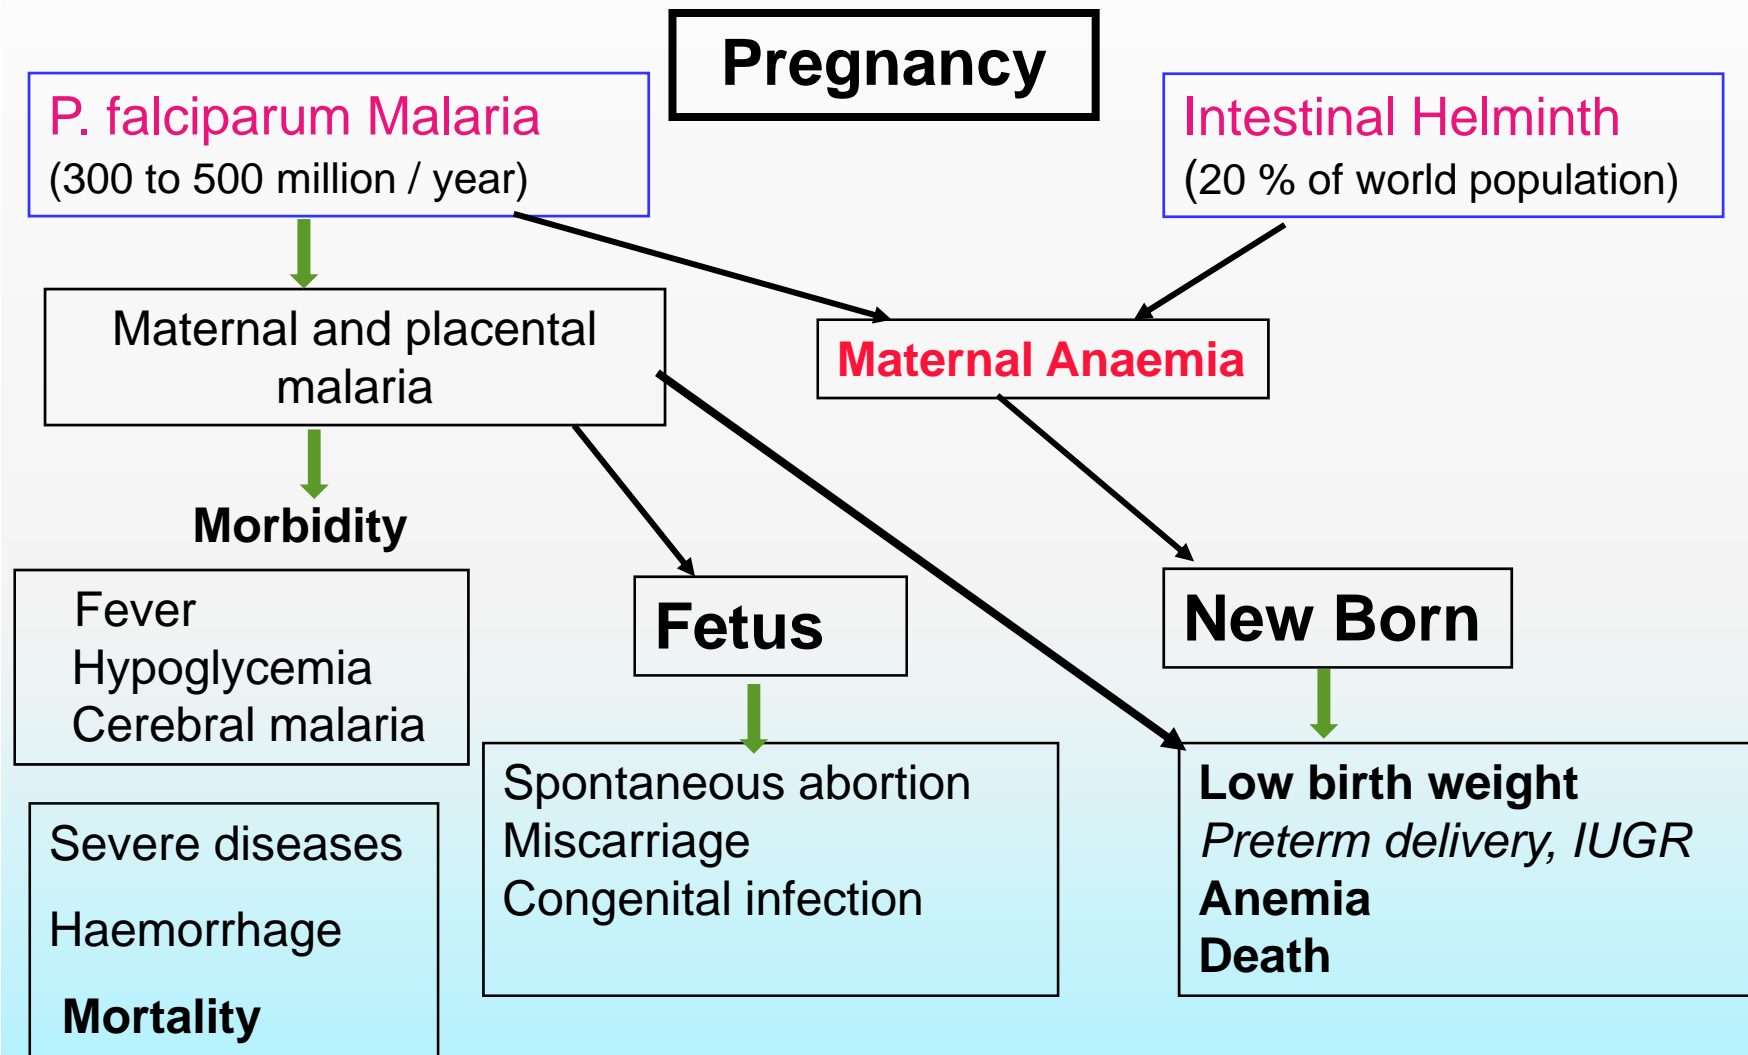 Pregnancy
P. falciparum Malaria
(300 to 500 million / year)
Intestinal Helminth
(20 % of world population)
Maternal and placental
malaria
Maternal Anaemia
Morbidity
Fever
Hypoglycemia
Cerebral malaria
Severe diseases
Haemorrhage
Mortality
Fetus
Spontaneous abortion
Miscarriage
Congenital infection
New Born
Low birth weight
Preterm delivery, IUGR
Anemia
Death